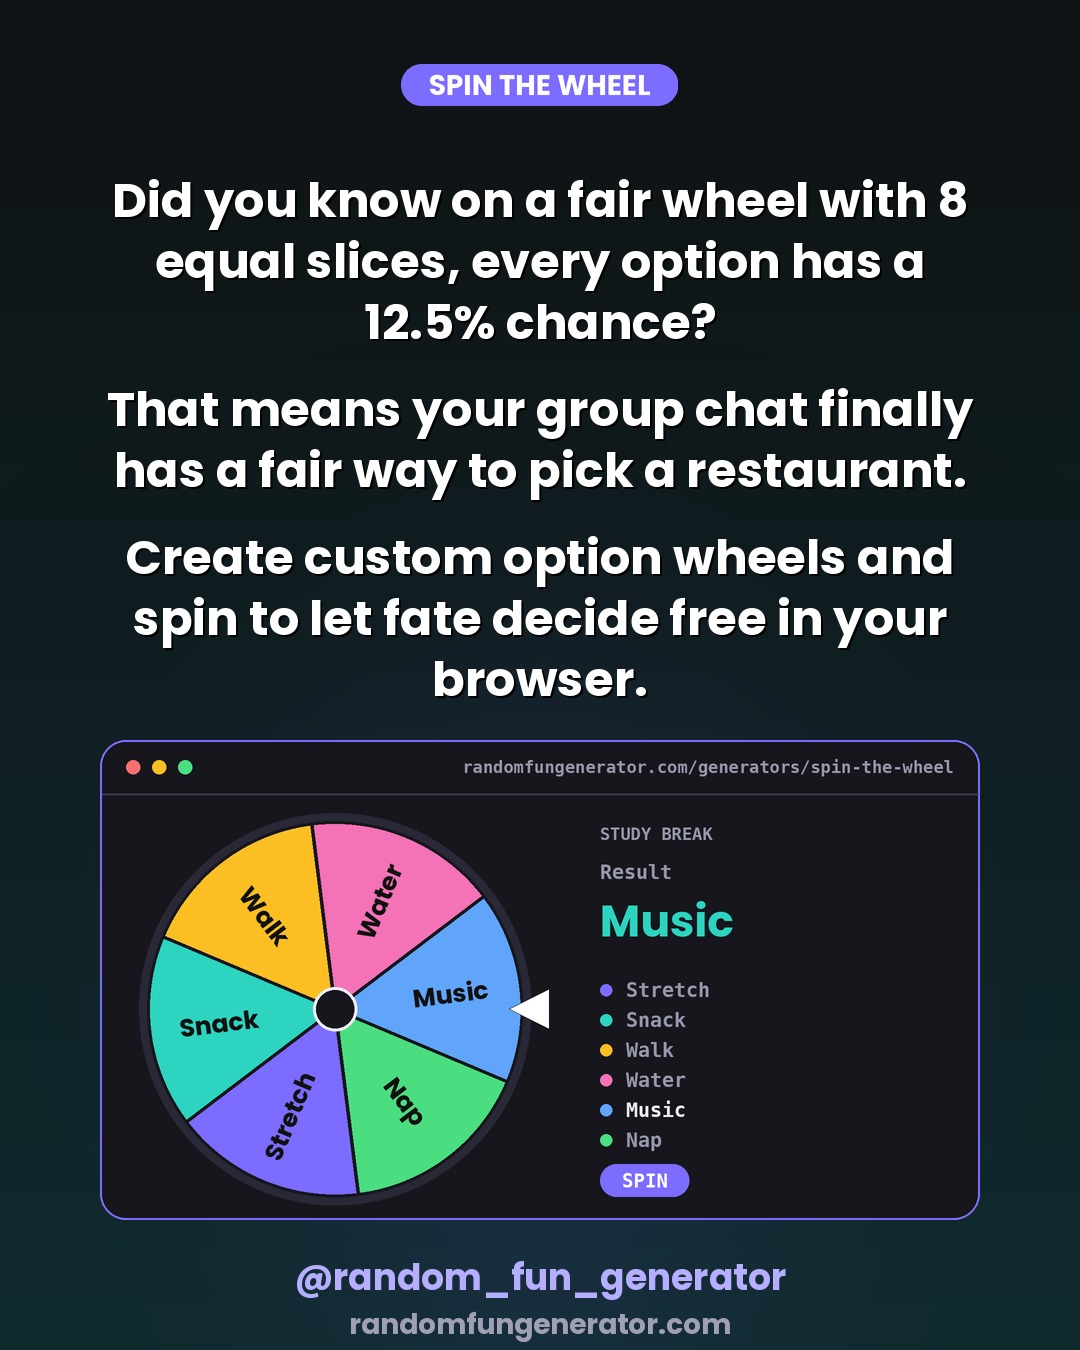 SPIN THE WHEEL
Did you know on a fair wheel with 8
equal slices, every option has a
12.5% chance?
That means your group chat finally
has a fair way to pick a restaurant.
Create custom option wheels and
spin to let fate decide free in your
browser.
randomfungenerator.com/generators/spin-the-wheel
Walk
Water
Music
Snack
Stretch
Nap
STUDY BREAK
Result
Music
Stretch
Snack
Walk
Water
Music
Nap
SPIN
@random_fun_generator
randomfungenerator.com